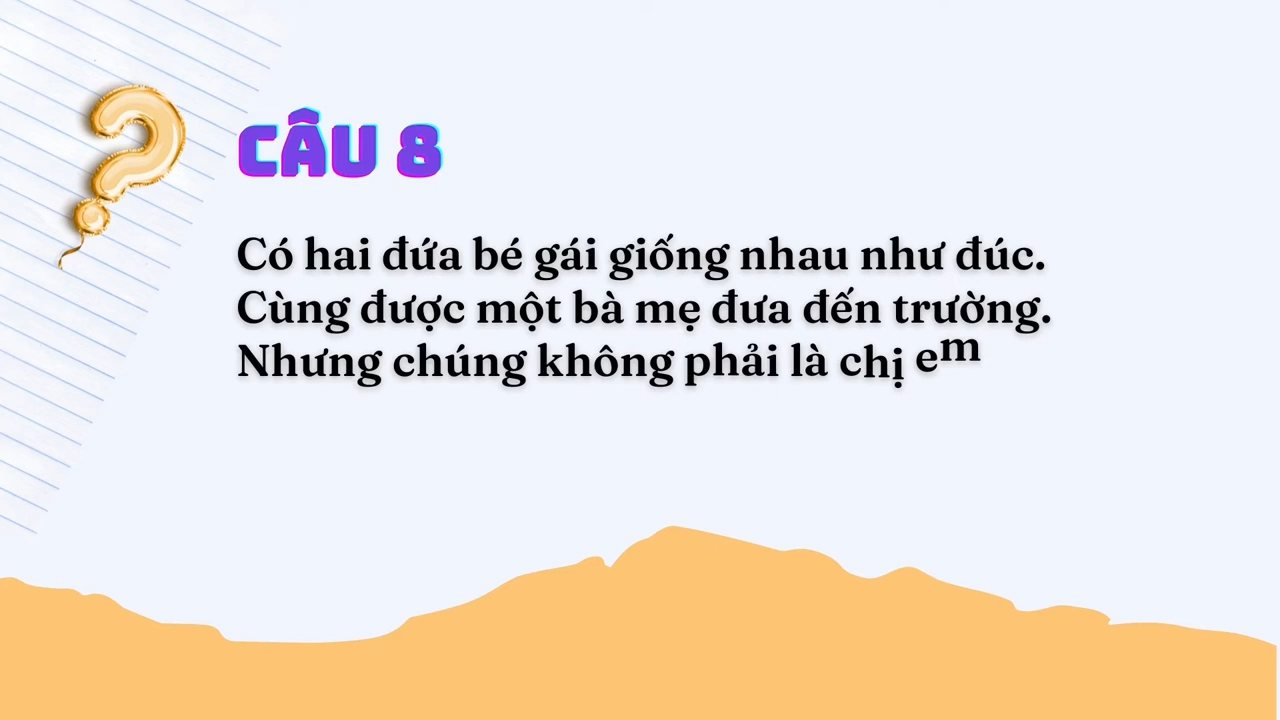 CÂU 8
Có hai đứa bé gái giống nhau như đúc.
Cùng được một bà mẹ đưa đến trường.
Nhưng chúng không phải là chị em